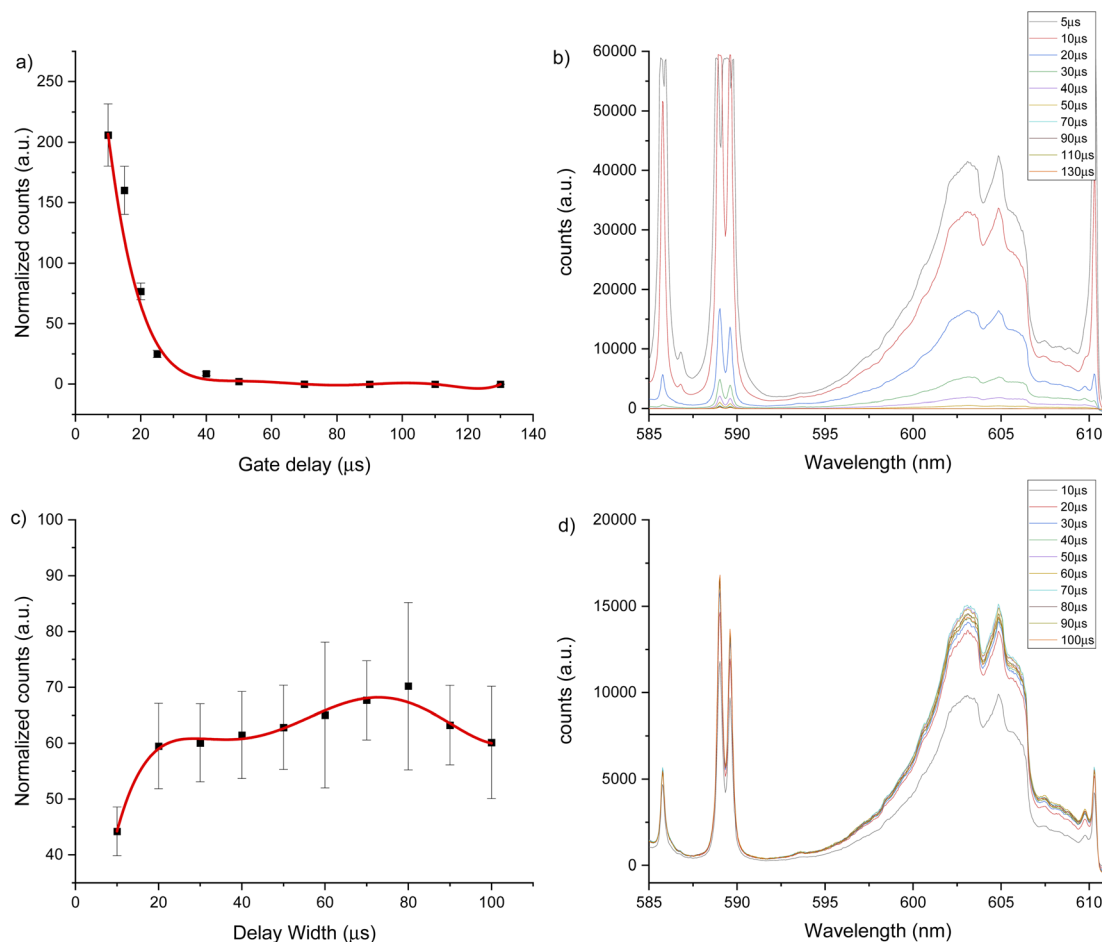 a)
Normalized counts (a.u.)
250
200
150
100
50
0
0
20
40
60
80
100
120
140
Gate delay (μs)
b)
counts (a.u.)
60000
50000
40000
30000
20000
10000
0
585
590
595
600
605
610
Wavelength (nm)
5μs
10μs
20μs
30μs
40μs
50μs
70μs
90μs
110μs
130μs
c)
Normalized counts (a.u.)
100
90
80
70
60
50
40
0
20
40
60
80
100
Delay Width (μs)
d)
counts (a.u.)
20000
15000
10000
5000
0
585
590
595
600
605
610
Wavelength (nm)
10μs
20μs
30μs
40μs
50μs
60μs
70μs
80μs
90μs
100μs